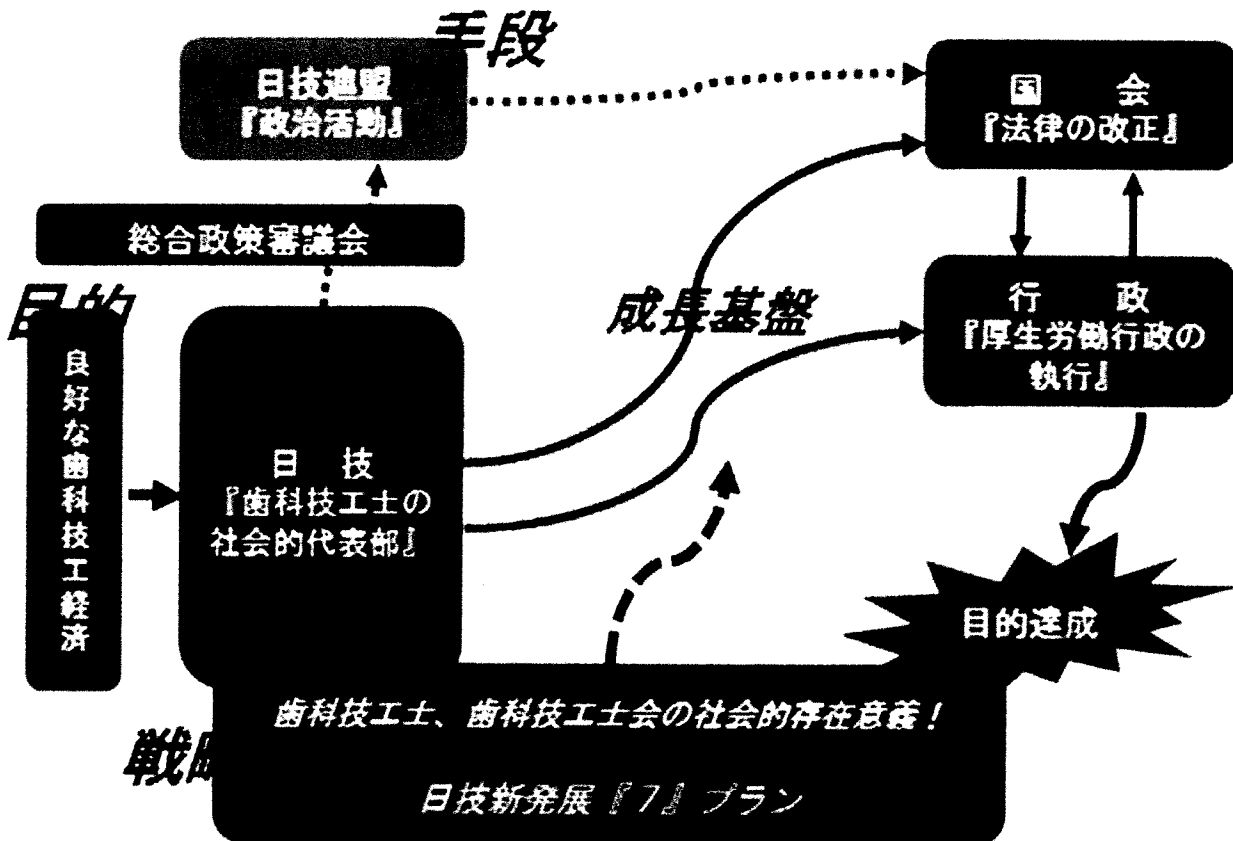 手段
日技連盟
『政治活動』
国 会
『法律の改正』
総合政策審議会
目的
成長基盤
行 政
『厚生労働行政の
執行』
良好な歯科技工経済
日 技
『歯科技工士の
社会的代表部』
目的達成
歯科技工士、歯科技工士会の社会的存在意義！
戦略
日技新発展『7』プラン